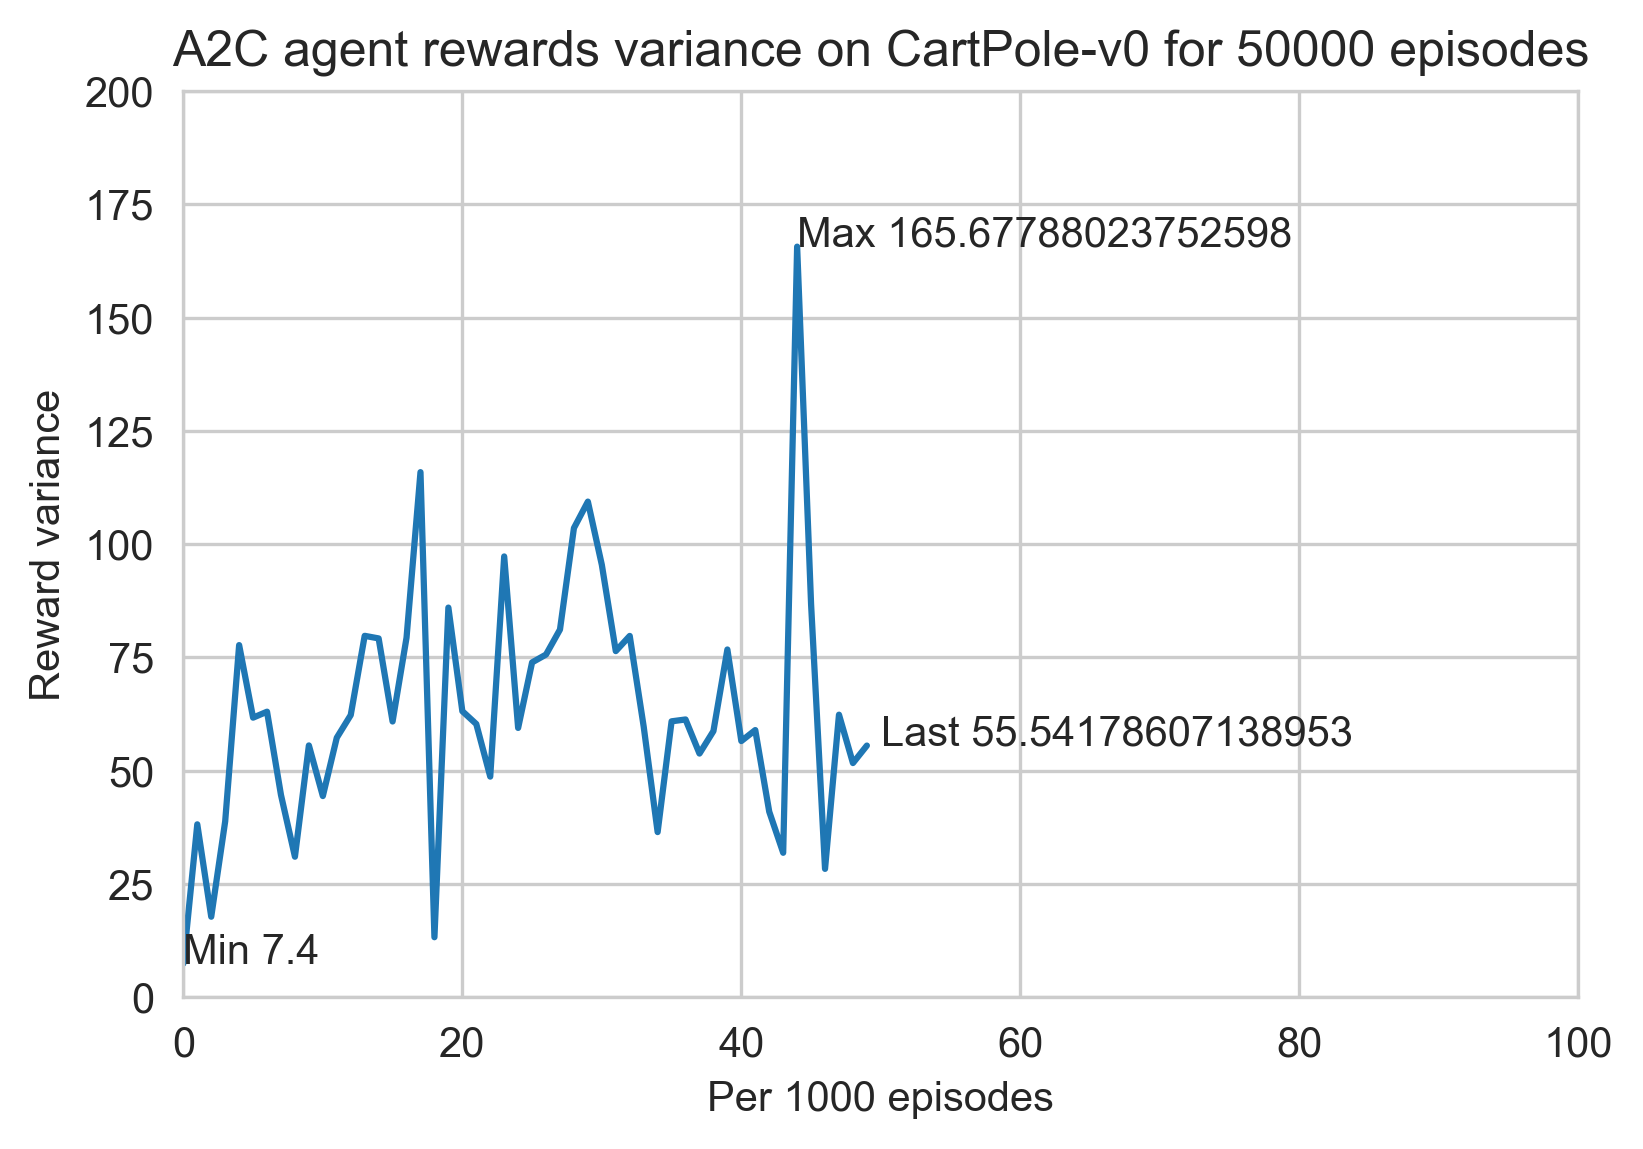 A2C agent rewards variance on CartPole-v0 for 50000 episodes
200
175
150
125
100
75
50
25
0
Reward variance
Max 165.67788023752598
Last 55.54178607138953
Min 7.4
0 20 40 60 80 100
Per 1000 episodes